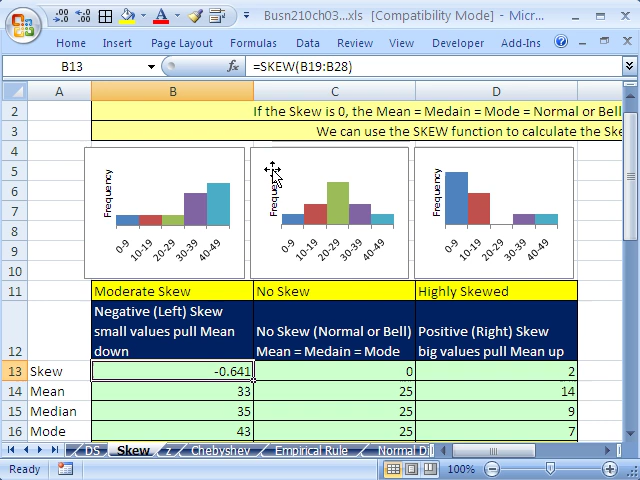 Busn210ch03...xls [Compatibility Mode] - Micr...
Home Insert Page Layout Formulas Data Review View Developer Add-Ins
B13 fx =SKEW(B19:B28)
A B C D
2 If the Skew is 0, the Mean = Medain = Mode = Normal or Bell
3 We can use the SKEW function to calculate the Ske
4
5
6
7
8
9
10
Frequency
0-9 10-19 20-29 30-39 40-49
Frequency
0-9 10-19 20-29 30-39 40-49
Frequency
0-9 10-19 20-29 30-39 40-49
11 Moderate Skew No Skew Highly Skewed
Negative (Left) Skew
small values pull Mean No Skew (Normal or Bell) Positive (Right) Skew
12 down Mean = Medain = Mode big values pull Mean up
13 Skew -0.641 0 2
14 Mean 33 25 14
15 Median 35 25 9
16 Mode 43 25 7
DS Skew z Chebyshev Empirical Rule Normal Di
Ready 100%